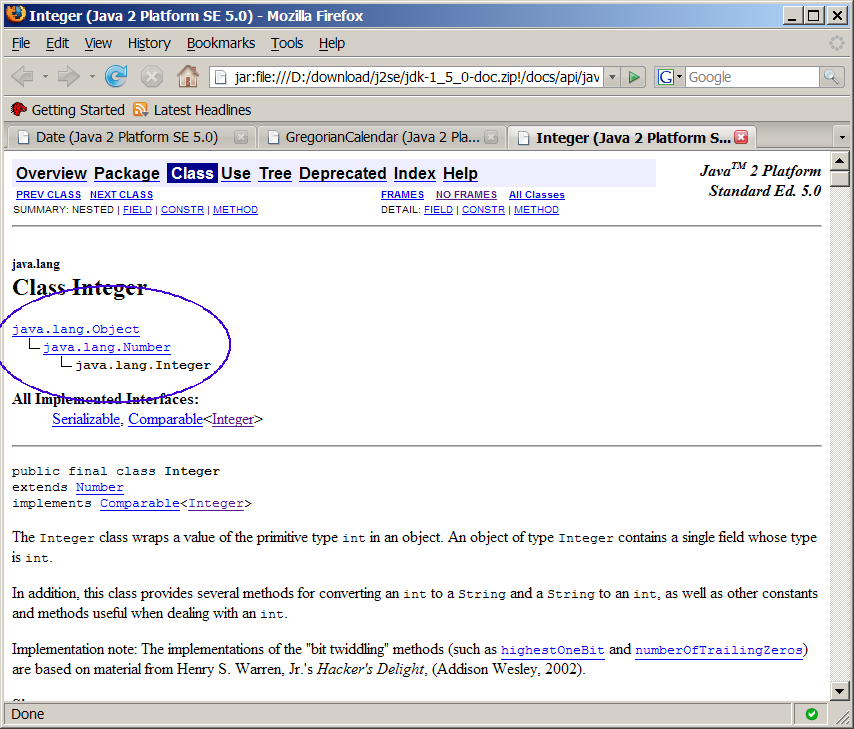 Integer (Java 2 Platform SE 5.0) - Mozilla Firefox
File Edit View History Bookmarks Tools Help
jar:file:///D:/download/j2se/jdk-1_5_0-doc.zip!/docs/api/jav
G Google
Getting Started Latest Headlines
Date (Java 2 Platform SE 5.0) GregorianCalendar (Java 2 Pla... Integer (Java 2 Platform S...
Overview Package Class Use Tree Deprecated Index Help
Java™ 2 Platform
Standard Ed. 5.0
PREV CLASS NEXT CLASS FRAMES NO FRAMES All Classes
SUMMARY: NESTED | FIELD | CONSTR | METHOD DETAIL: FIELD | CONSTR | METHOD
java.lang
Class Integer
java.lang.Object
java.lang.Number
java.lang.Integer
All Implemented Interfaces:
Serializable, Comparable<Integer>
public final class Integer
extends Number
implements Comparable<Integer>
The Integer class wraps a value of the primitive type int in an object. An object of type Integer contains a single field whose type
is int.
In addition, this class provides several methods for converting an int to a String and a String to an int, as well as other constants
and methods useful when dealing with an int.
Implementation note: The implementations of the "bit twiddling" methods (such as highestOneBit and numberOfTrailingZeros)
are based on material from Henry S. Warren, Jr.'s Hacker's Delight, (Addison Wesley, 2002).
Done